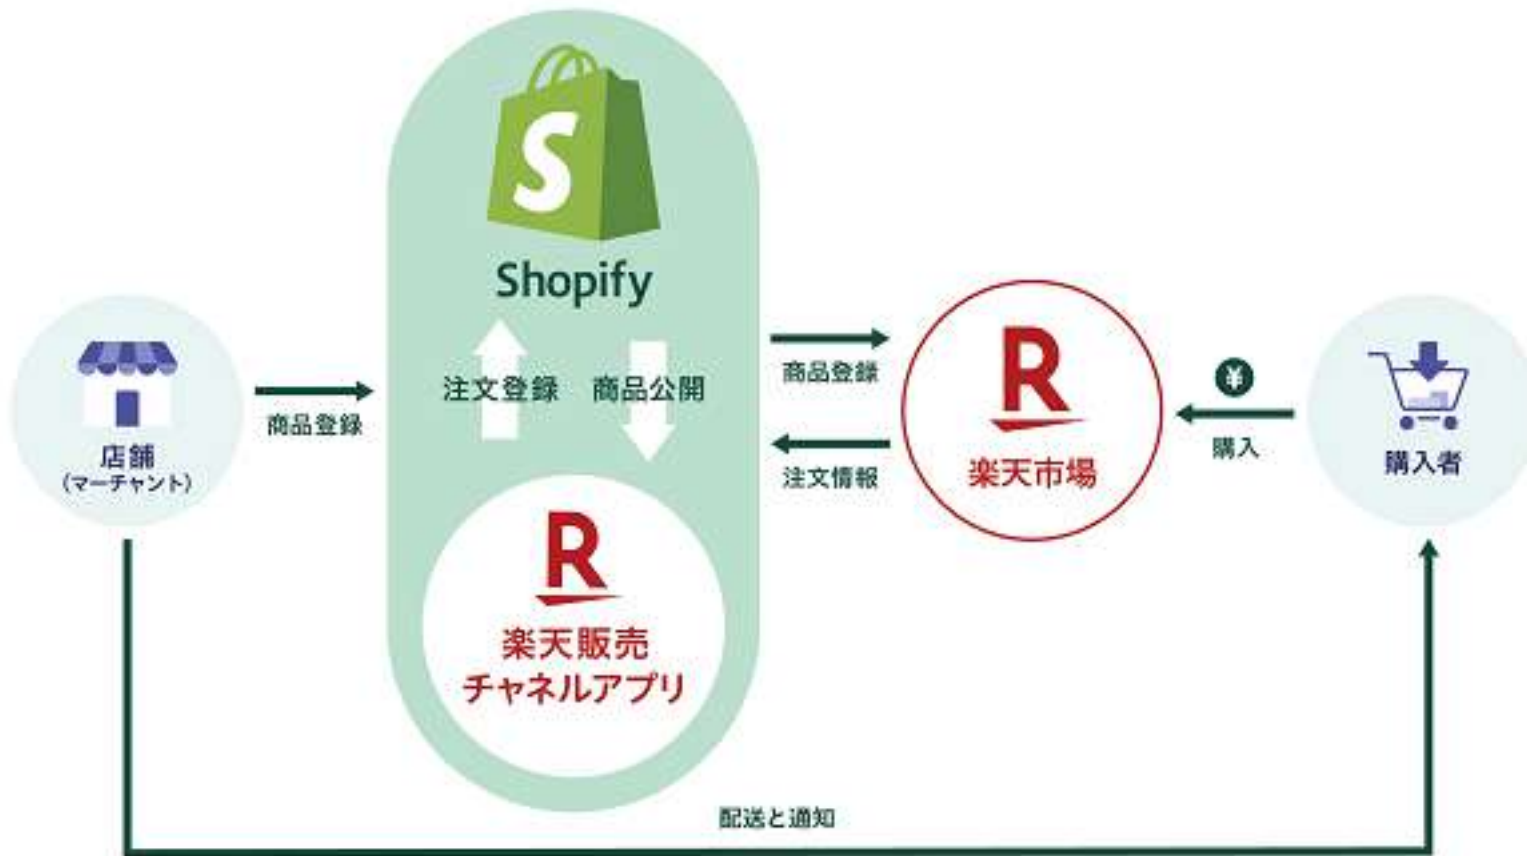 S
Shopify
注文登録
商品公開
R
楽天販売
チャネルアプリ
店舗
(マーチャント)
商品登録
商品登録
注文情報
R
楽天市場
¥
購入
購入者
配送と通知